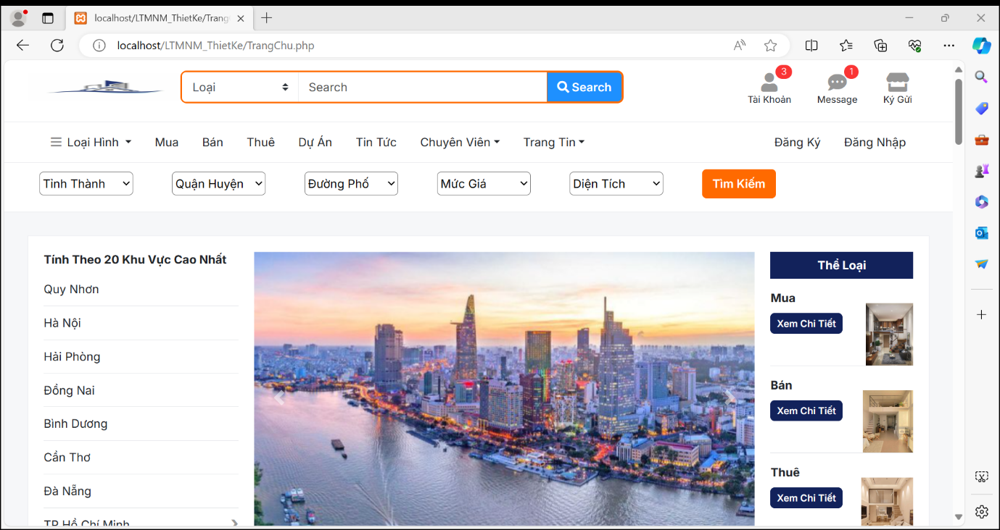 localhost/LTMNM_ThietKe/Trang
localhost/LTMNM_ThietKe/TrangChu.php
Loại Search Search
3 1
Tài Khoản Message Ký Gửi
Loại Hình Mua Bán Thuê Dự Án Tin Tức Chuyên Viên Trang Tin Đăng Ký Đăng Nhập
Tỉnh Thành Quận Huyện Đường Phố Mức Giá Diện Tích Tìm Kiếm
Tính Theo 20 Khu Vực Cao Nhất
Quy Nhơn
Hà Nội
Hải Phòng
Đồng Nai
Bình Dương
Cần Thơ
Đà Nẵng
TP Hồ Chí Minh
Thể Loại
Mua
Xem Chi Tiết
Bán
Xem Chi Tiết
Thuê
Xem Chi Tiết